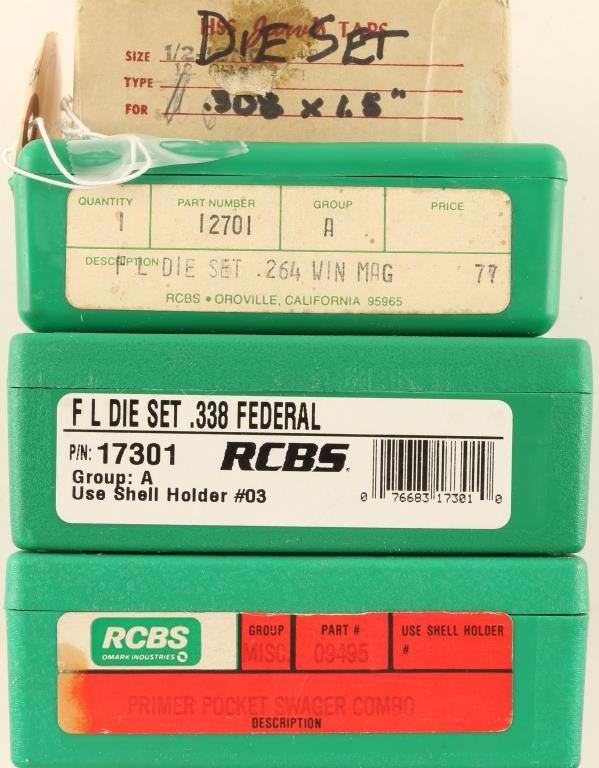 HSS Jarvis TAPS
DIE SET
SIZE 1/2
TYPE
FOR .308 x 1.5"
QUANTITY PART NUMBER GROUP PRICE
1 12701 A
DESCRIPTION F L DIE SET .264 WIN MAG 77
RCBS • OROVILLE, CALIFORNIA 95965
F L DIE SET .338 FEDERAL
P/N: 17301 RCBS.
Group: A
Use Shell Holder #03
0 76683 17301 0
RCBS GROUP PART # USE SHELL HOLDER
OMARK INDUSTRIES MISC. 09495 #
PRIMER POCKET SWAGER COMBO
DESCRIPTION